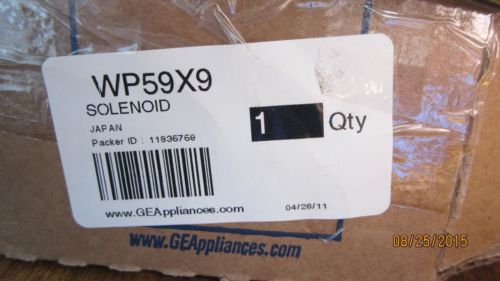 WP59X9
SOLENOID
1 Qty
JAPAN
Packer ID : 11835768
www.GEAppliances.com
04/26/11
www.GEAppliances.com
08/25/2015